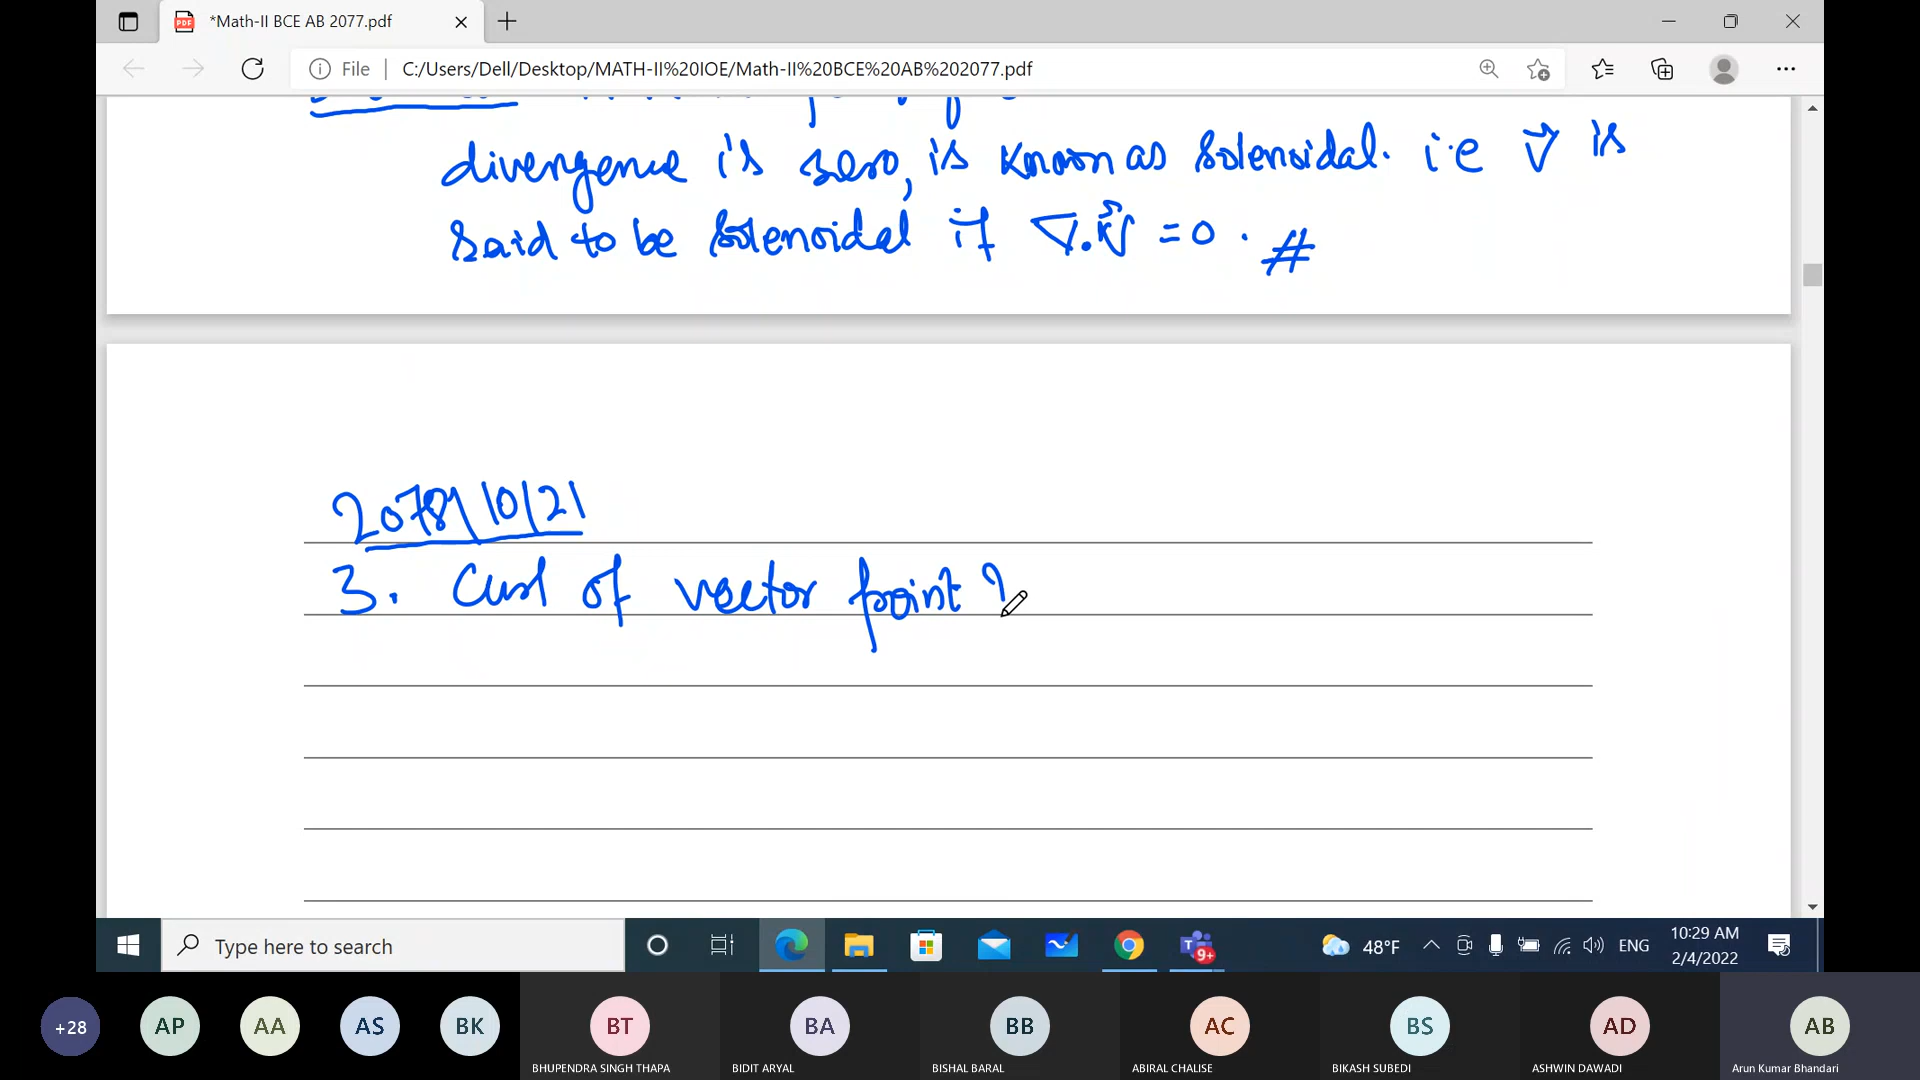 *Math-II BCE AB 2077.pdf
File
C:/Users/Dell/Desktop/MATH-II%20IOE/Math-II%20BCE%20AB%202077.pdf
divergence is zero, is known as solenoidal. i.e V⃗ is
said to be solenoidal if ∇.V⃗ = 0 . #
2078/10/21
3. Curl of vector point
Type here to search
9+
48°F
ENG
10:29 AM
2/4/2022
+28
AP
AA
AS
BK
BT
BA
BB
AC
BS
AD
AB
BHUPENDRA SINGH THAPA
BIDIT ARYAL
BISHAL BARAL
ABIRAL CHALISE
BIKASH SUBEDI
ASHWIN DAWADI
Arun Kumar Bhandari